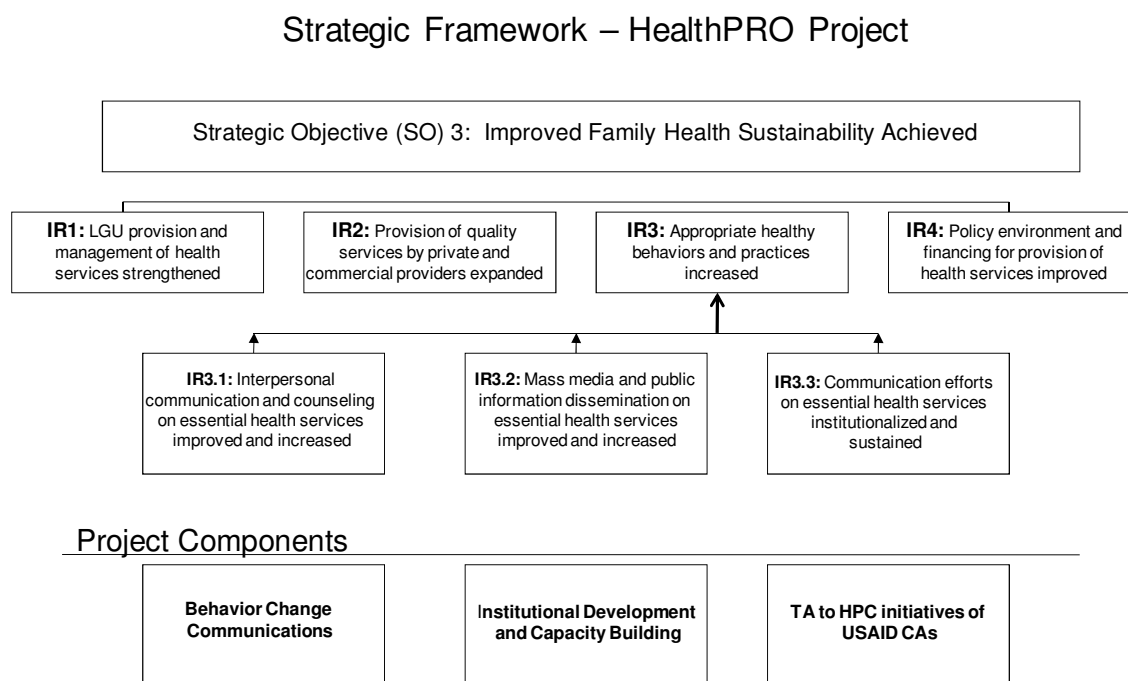 Strategic Framework – HealthPRO Project
Strategic Objective (SO) 3: Improved Family Health Sustainability Achieved
IR1: LGU provision and
management of health
services strengthened
IR2: Provision of quality
services by private and
commercial providers expanded
IR3: Appropriate healthy
behaviors and practices
increased
IR4: Policy environment and
financing for provision of
health services improved
IR3.1: Interpersonal
communication and counseling
on essential health services
improved and increased
IR3.2: Mass media and public
information dissemination on
essential health services
improved and increased
IR3.3: Communication efforts
on essential health services
institutionalized and
sustained
Project Components
Behavior Change
Communications
Institutional Development
and Capacity Building
TA to HPC initiatives of
USAID CAs